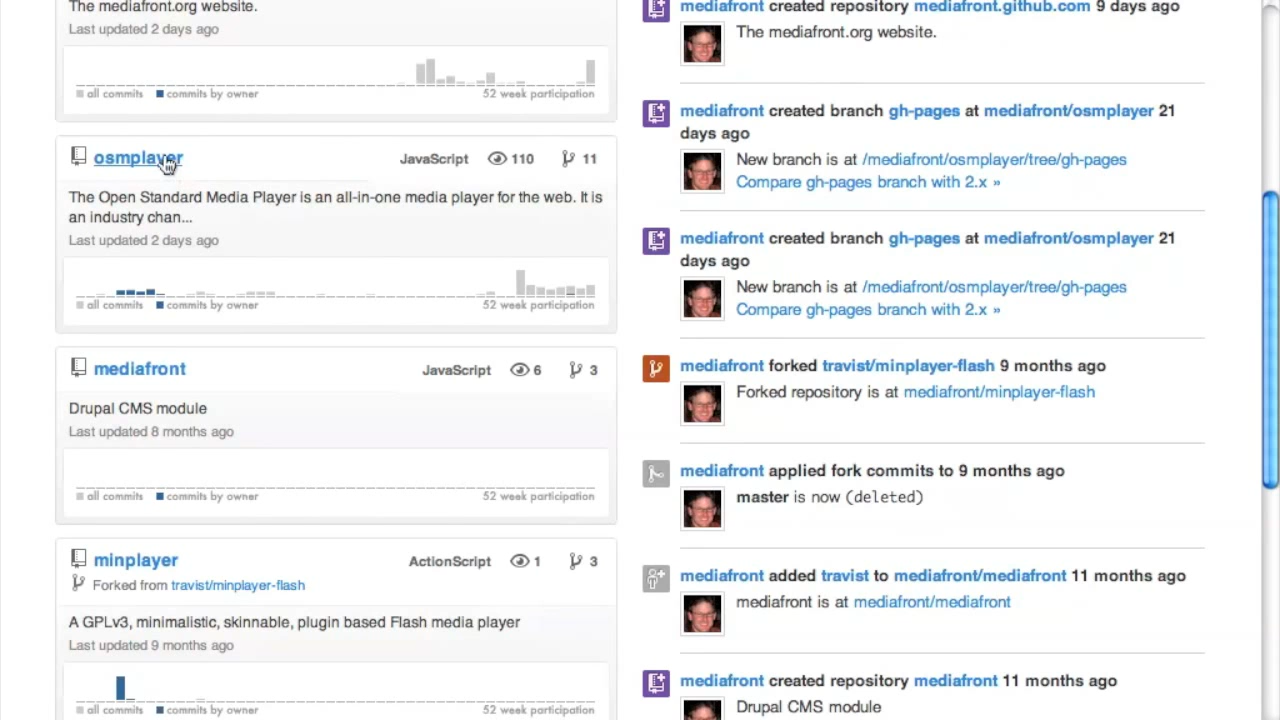 The mediafront.org website.
Last updated 2 days ago
all commits commits by owner 52 week participation
osmplayer JavaScript 110 11
The Open Standard Media Player is an all-in-one media player for the web. It is
an industry chan...
Last updated 2 days ago
all commits commits by owner 52 week participation
mediafront JavaScript 6 3
Drupal CMS module
Last updated 8 months ago
all commits commits by owner 52 week participation
minplayer ActionScript 1 3
Forked from travist/minplayer-flash
A GPLv3, minimalistic, skinnable, plugin based Flash media player
Last updated 9 months ago
all commits commits by owner 52 week participation
mediafront created repository mediafront.github.com 9 days ago
The mediafront.org website.
mediafront created branch gh-pages at mediafront/osmplayer 21
days ago
New branch is at /mediafront/osmplayer/tree/gh-pages
Compare gh-pages branch with 2.x »
mediafront created branch gh-pages at mediafront/osmplayer 21
days ago
New branch is at /mediafront/osmplayer/tree/gh-pages
Compare gh-pages branch with 2.x »
mediafront forked travist/minplayer-flash 9 months ago
Forked repository is at mediafront/minplayer-flash
mediafront applied fork commits to 9 months ago
master is now (deleted)
mediafront added travist to mediafront/mediafront 11 months ago
mediafront is at mediafront/mediafront
mediafront created repository mediafront 11 months ago
Drupal CMS module